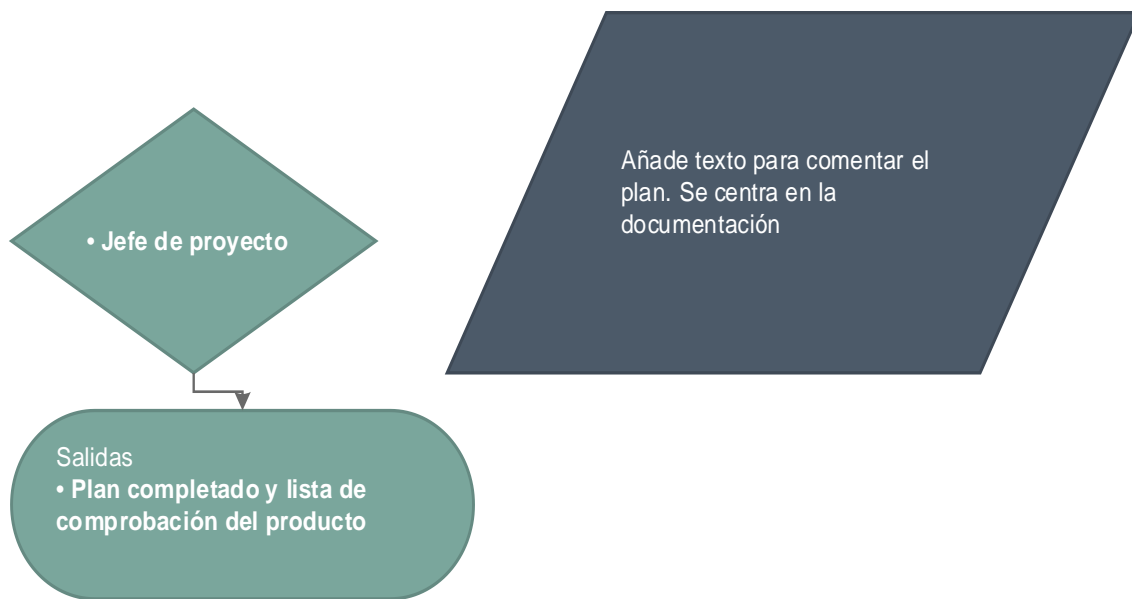 Añade texto para comentar el
plan. Se centra en la
documentación
• Jefe de proyecto
Salidas
• Plan completado y lista de
comprobación del producto